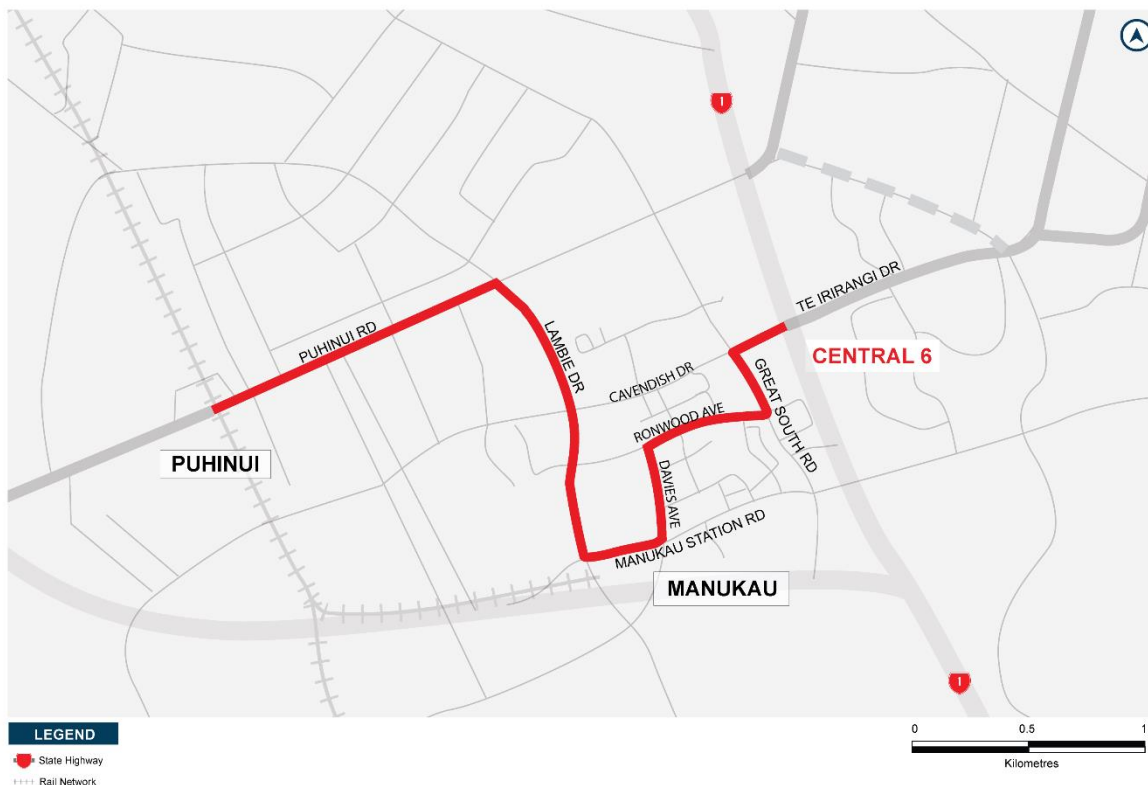 1
TE IRIRANGI DR
PUHINUI RD
LAMBIE DR
CENTRAL 6
CAVENDISH DR
GREAT SOUTH RD
RONWOOD AVE
PUHINUI
DAVIES AVE
MANUKAU STATION RD
MANUKAU
1
LEGEND
State Highway
Rail Network
0 0.5 1
Kilometres